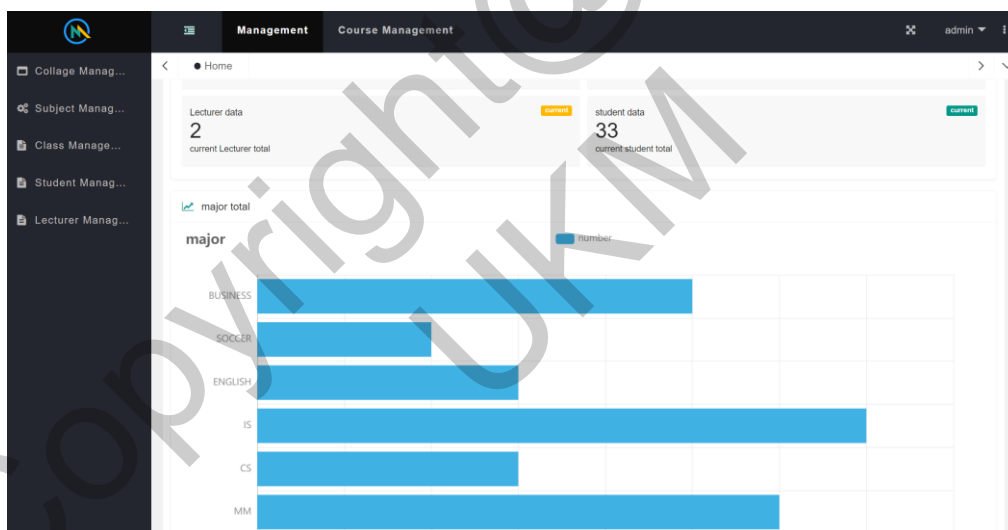 Management Course Management admin
Collage Manag...
Subject Manag...
Class Manage...
Student Manag...
Lecturer Manag...
Home
Lecturer data current
2
current Lecturer total
student data current
33
current student total
major total
major number
BUSINESS
SOCCER
ENGLISH
IS
CS
MM
Copyright@
UKM